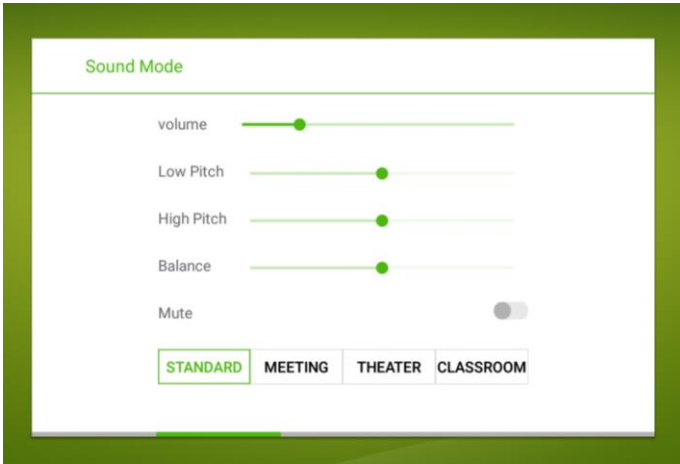 Sound Mode
volume
Low Pitch
High Pitch
Balance
Mute
STANDARD MEETING THEATER CLASSROOM